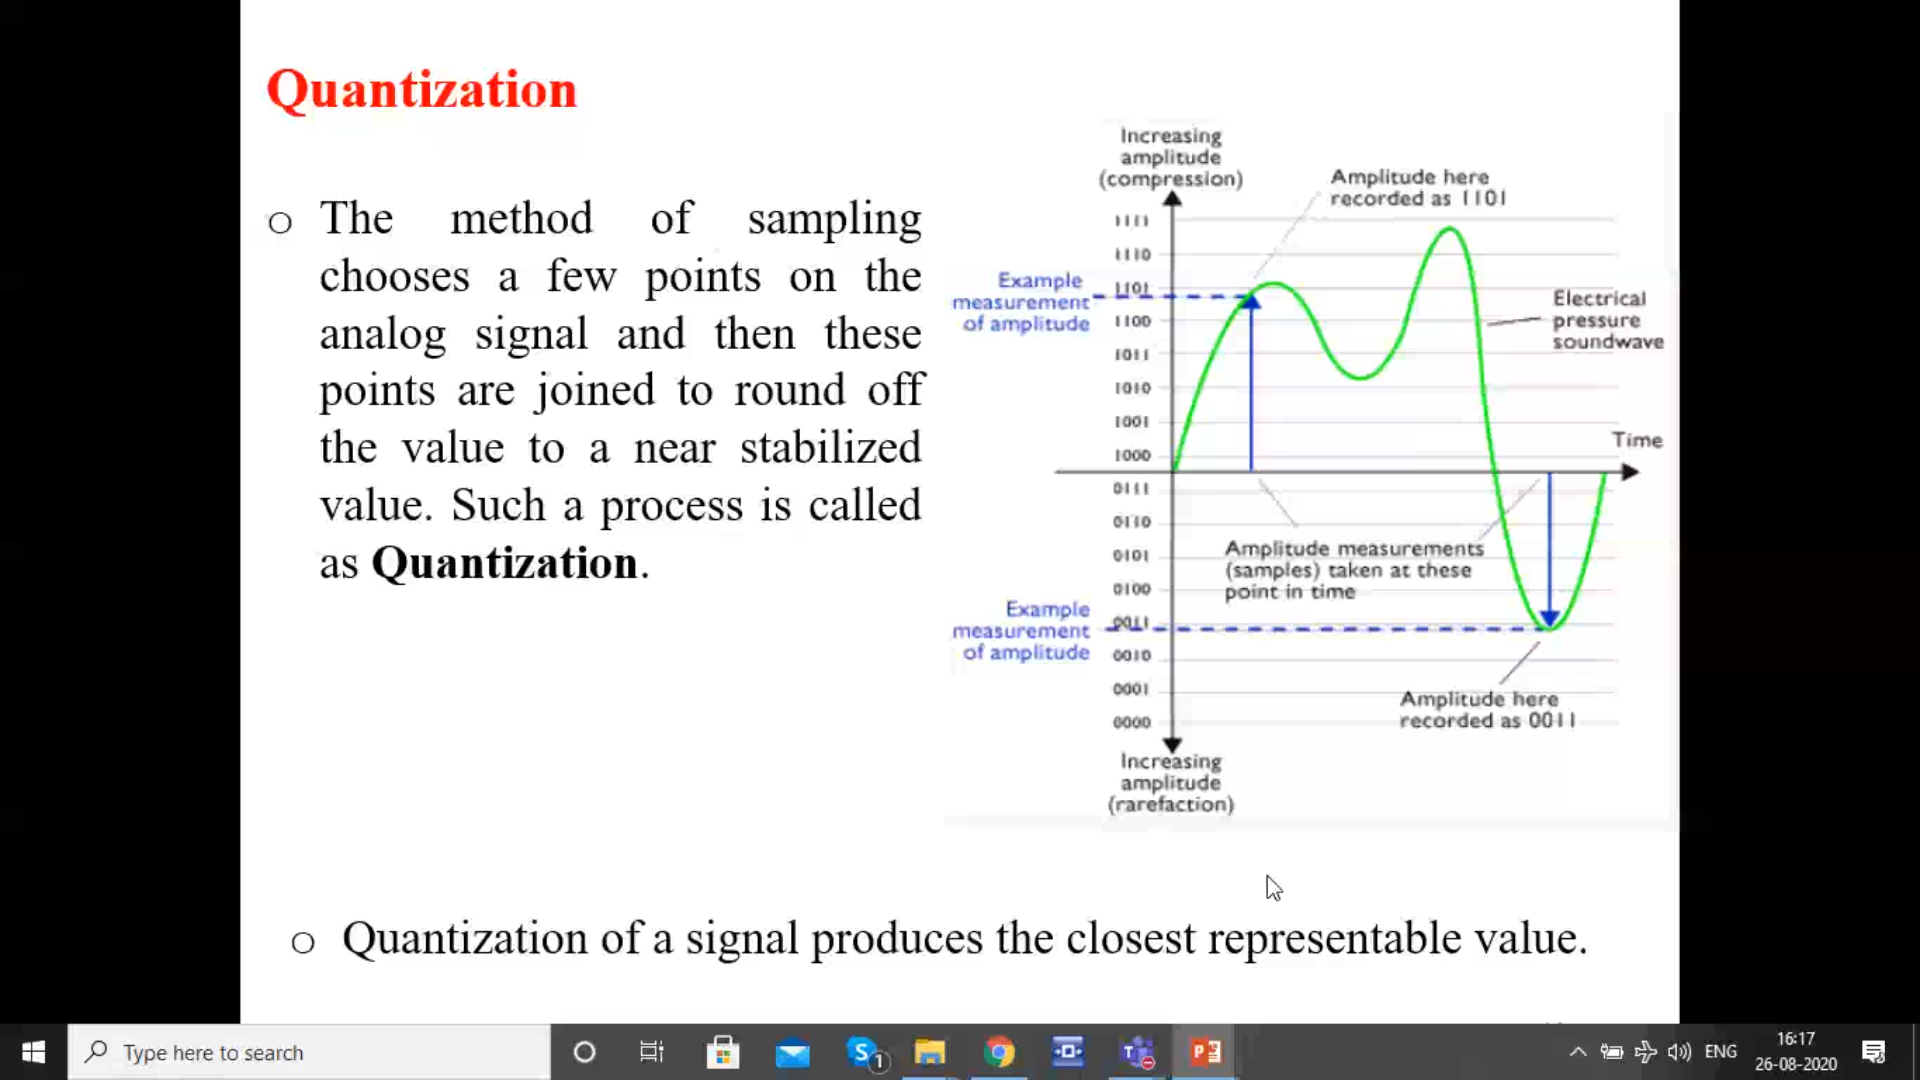 Quantization
o The method of sampling
chooses a few points on the
analog signal and then these
points are joined to round off
the value to a near stabilized
value. Such a process is called
as Quantization.
Increasing
amplitude
(compression)
Amplitude here
recorded as 1101
1111
1110
1101
1100
1011
1010
1001
1000
0111
0110
0101
0100
0011
0010
0001
0000
Example
measurement
of amplitude
Electrical
pressure
soundwave
Time
Amplitude measurements
(samples) taken at these
point in time
Example
measurement
of amplitude
Amplitude here
recorded as 0011
Increasing
amplitude
(rarefaction)
o Quantization of a signal produces the closest representable value.
Type here to search
S 1
T
P
ENG
16:17
26-08-2020